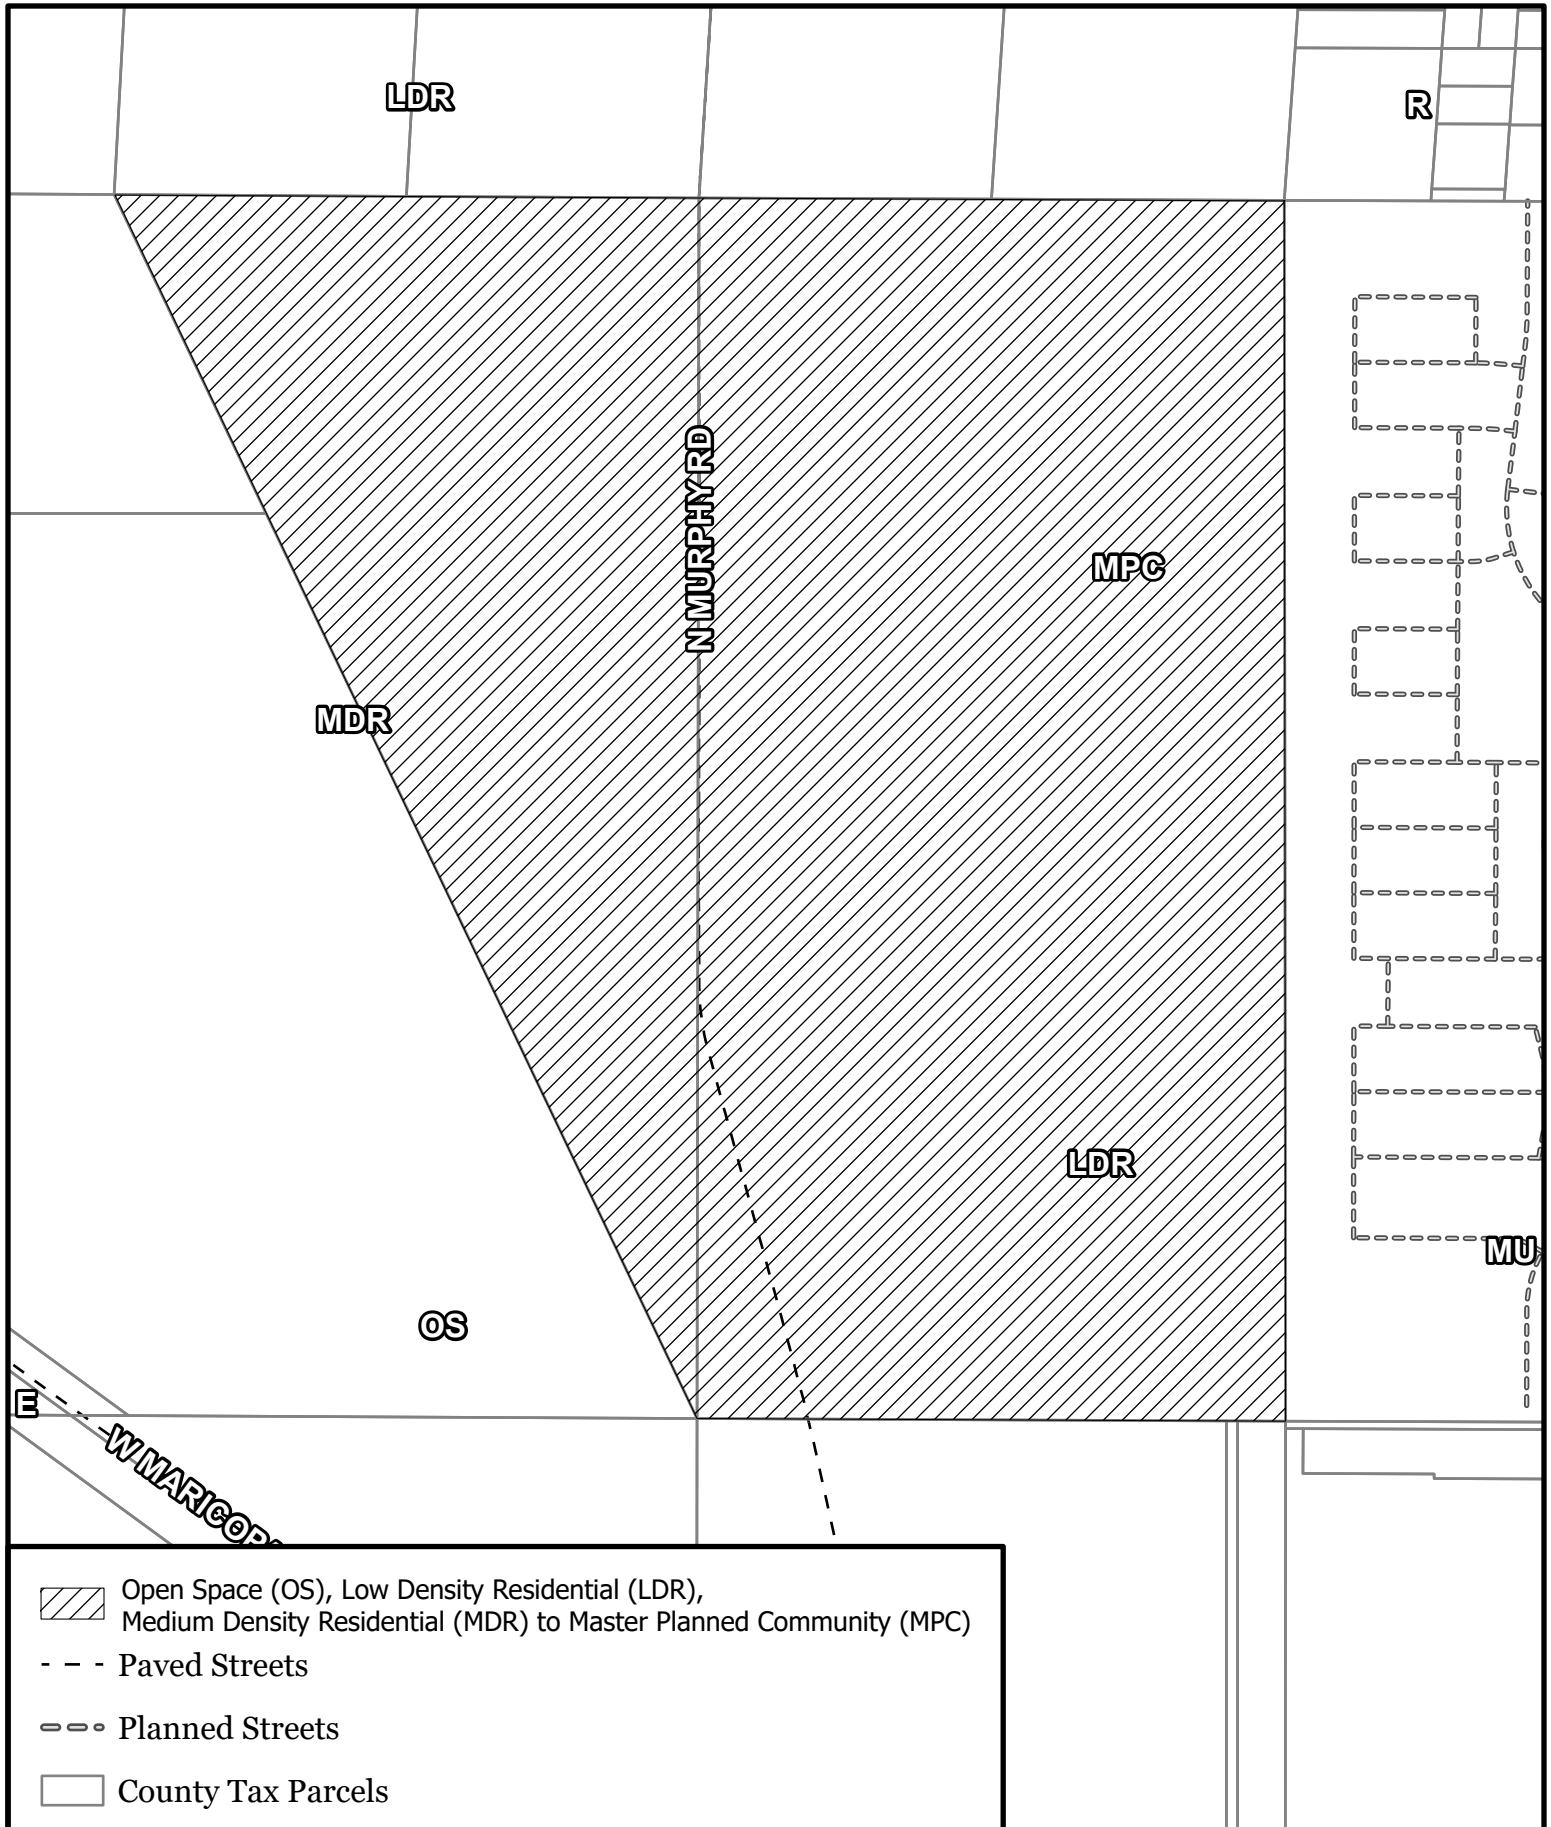 LDR
R
N MURPHY RD
MPC
MDR
LDR
MU
OS
E
W MARICOPA
Open Space (OS), Low Density Residential (LDR),
Medium Density Residential (MDR) to Master Planned Community (MPC)
Paved Streets
Planned Streets
County Tax Parcels